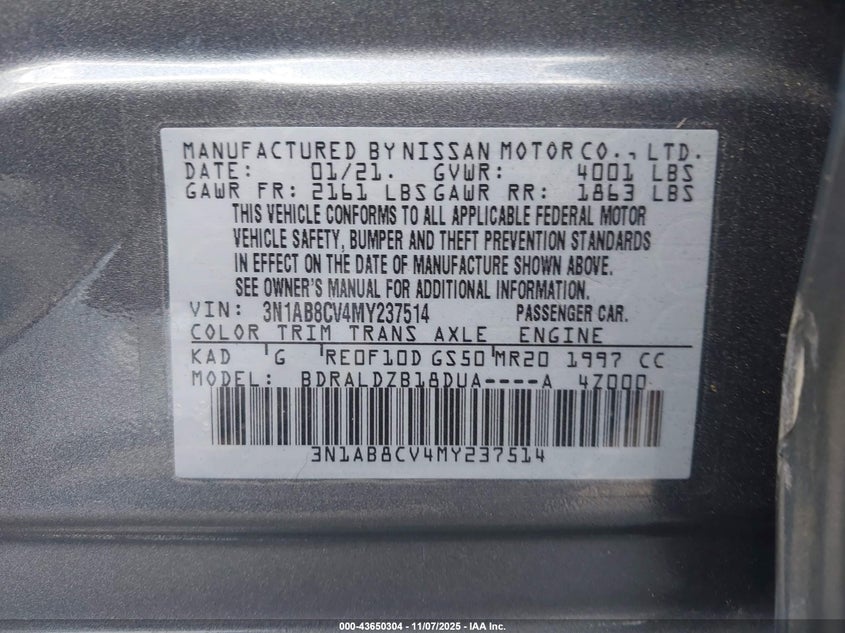 MANUFACTURED BY NISSAN MOTOR CO., LTD.
DATE: 01/21. GVWR: 4001 LBS
GAWR FR: 2161 LBS GAWR RR: 1863 LBS
THIS VEHICLE CONFORMS TO ALL APPLICABLE FEDERAL MOTOR
VEHICLE SAFETY, BUMPER AND THEFT PREVENTION STANDARDS
IN EFFECT ON THE DATE OF MANUFACTURE SHOWN ABOVE.
SEE OWNER'S MANUAL FOR ADDITIONAL INFORMATION.
VIN: 3N1AB8CV4MY237514 PASSENGER CAR.
COLOR TRIM TRANS AXLE ENGINE
KAD G RE0F10D GS50 MR20 1997 CC
MODEL: BDRALDZB18DUA----A 4Z000
3N1AB8CV4MY237514
000-43650304 — 11/07/2025 — IAA Inc.